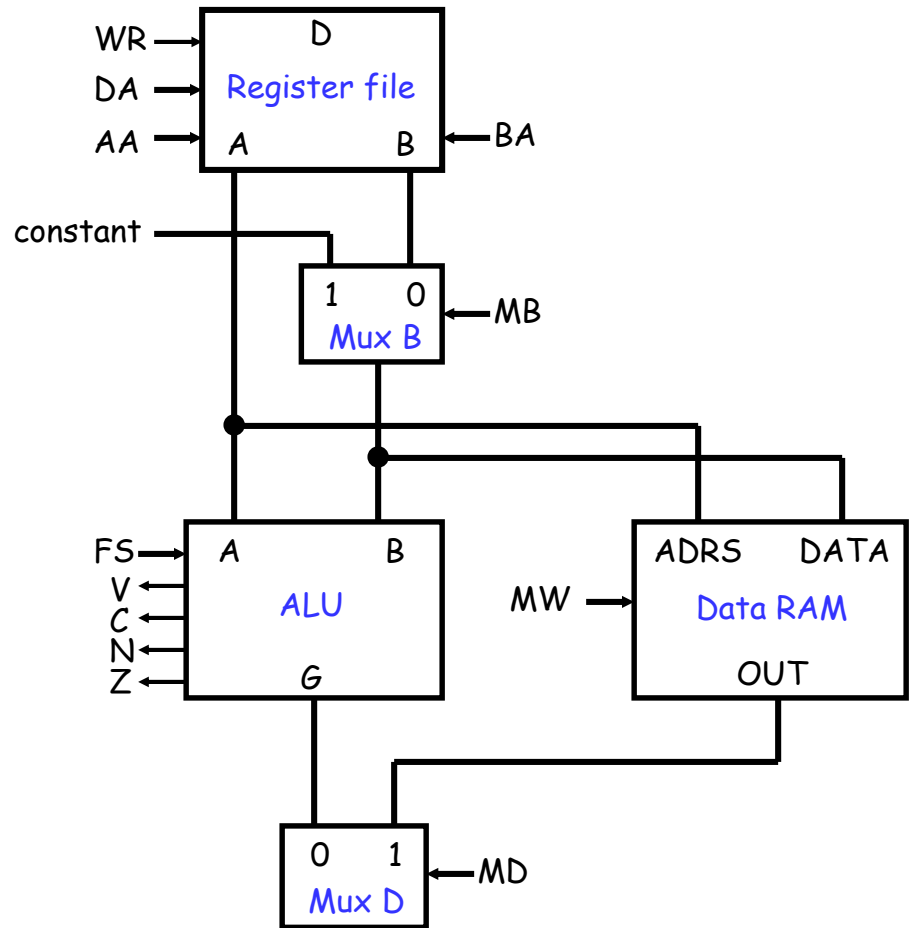 WR
D
DA
Register file
AA
A
B
BA
constant
1
0
MB
Mux B
FS
A
B
ADRS
DATA
V
ALU
MW
Data RAM
C
N
Z
G
OUT
0
1
MD
Mux D